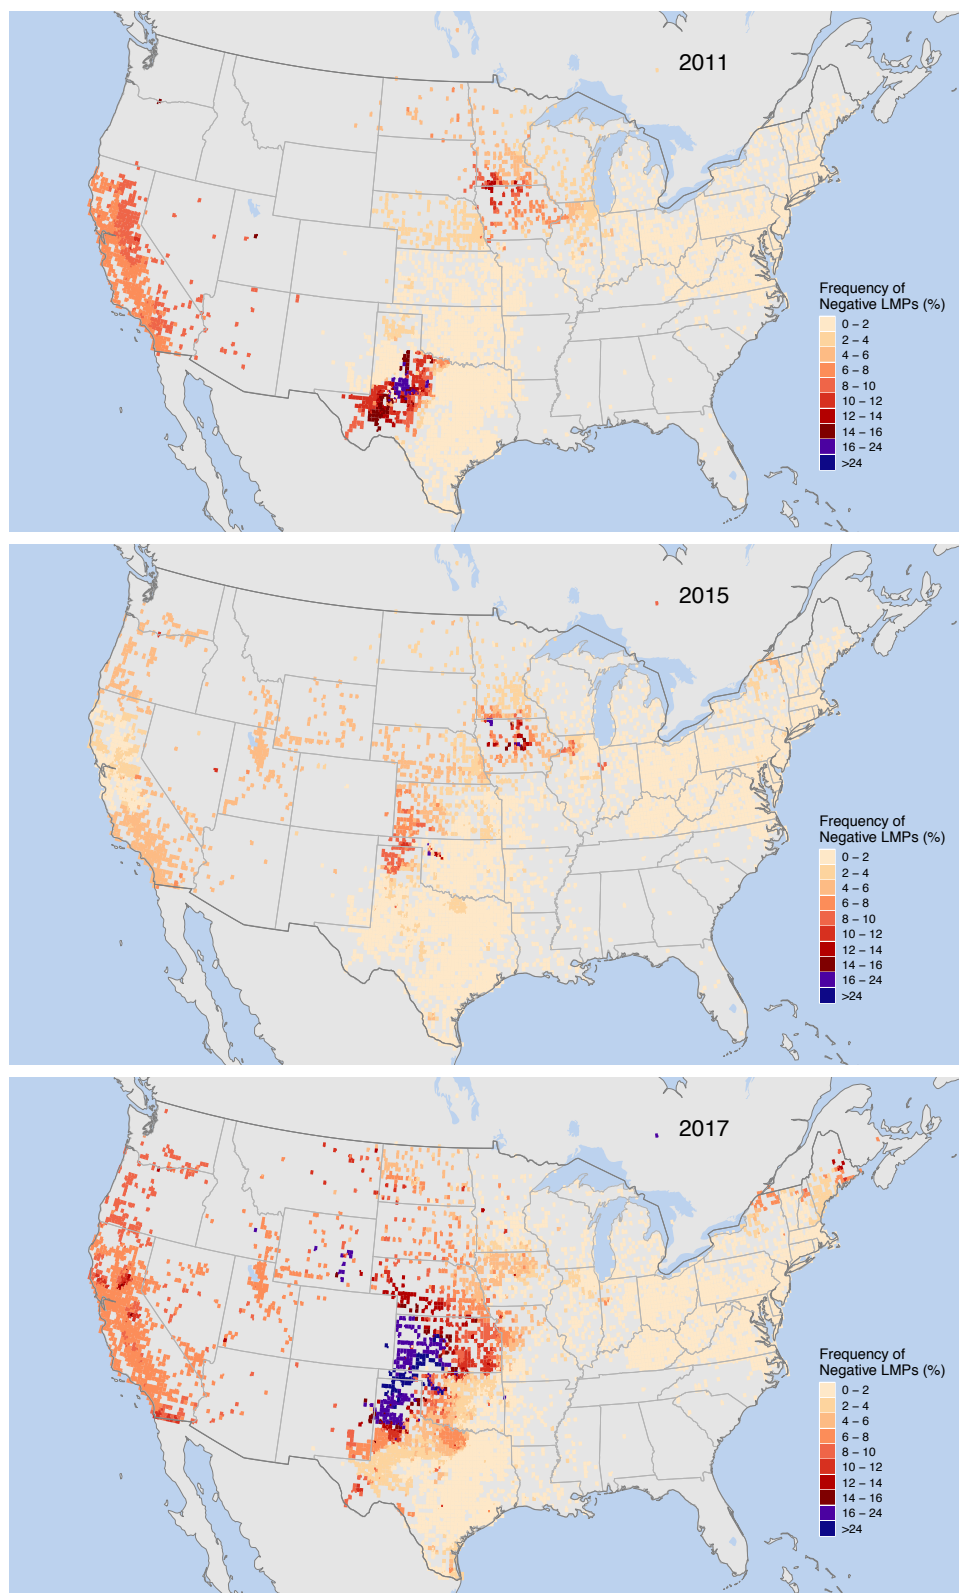 2011
Frequency of
Negative LMPs (%)
0 – 2
2 – 4
4 – 6
6 – 8
8 – 10
10 – 12
12 – 14
14 – 16
16 – 24
>24
2015
Frequency of
Negative LMPs (%)
0 – 2
2 – 4
4 – 6
6 – 8
8 – 10
10 – 12
12 – 14
14 – 16
16 – 24
>24
2017
Frequency of
Negative LMPs (%)
0 – 2
2 – 4
4 – 6
6 – 8
8 – 10
10 – 12
12 – 14
14 – 16
16 – 24
>24